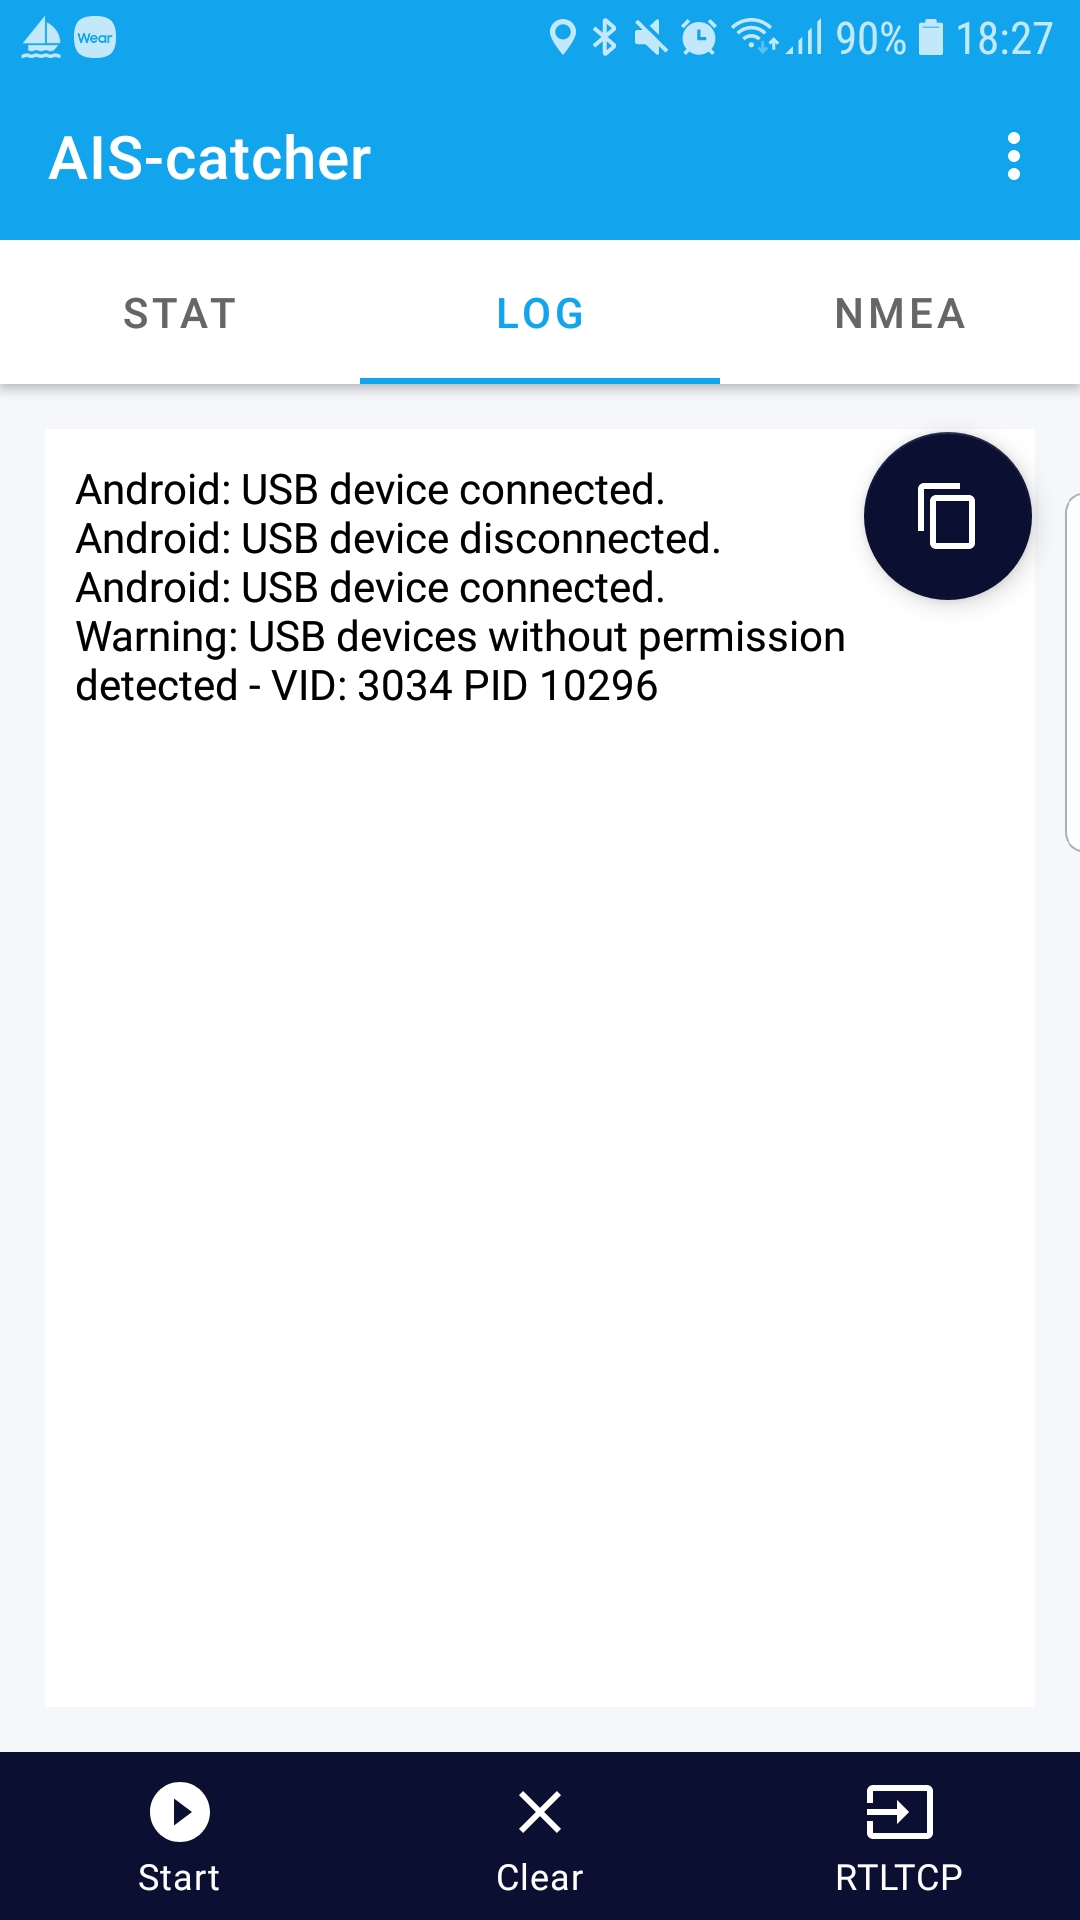 Wear 90% 18:27
AIS-catcher
STAT LOG NMEA
Android: USB device connected.
Android: USB device disconnected.
Android: USB device connected.
Warning: USB devices without permission
detected - VID: 3034 PID 10296
Start Clear RTLTCP